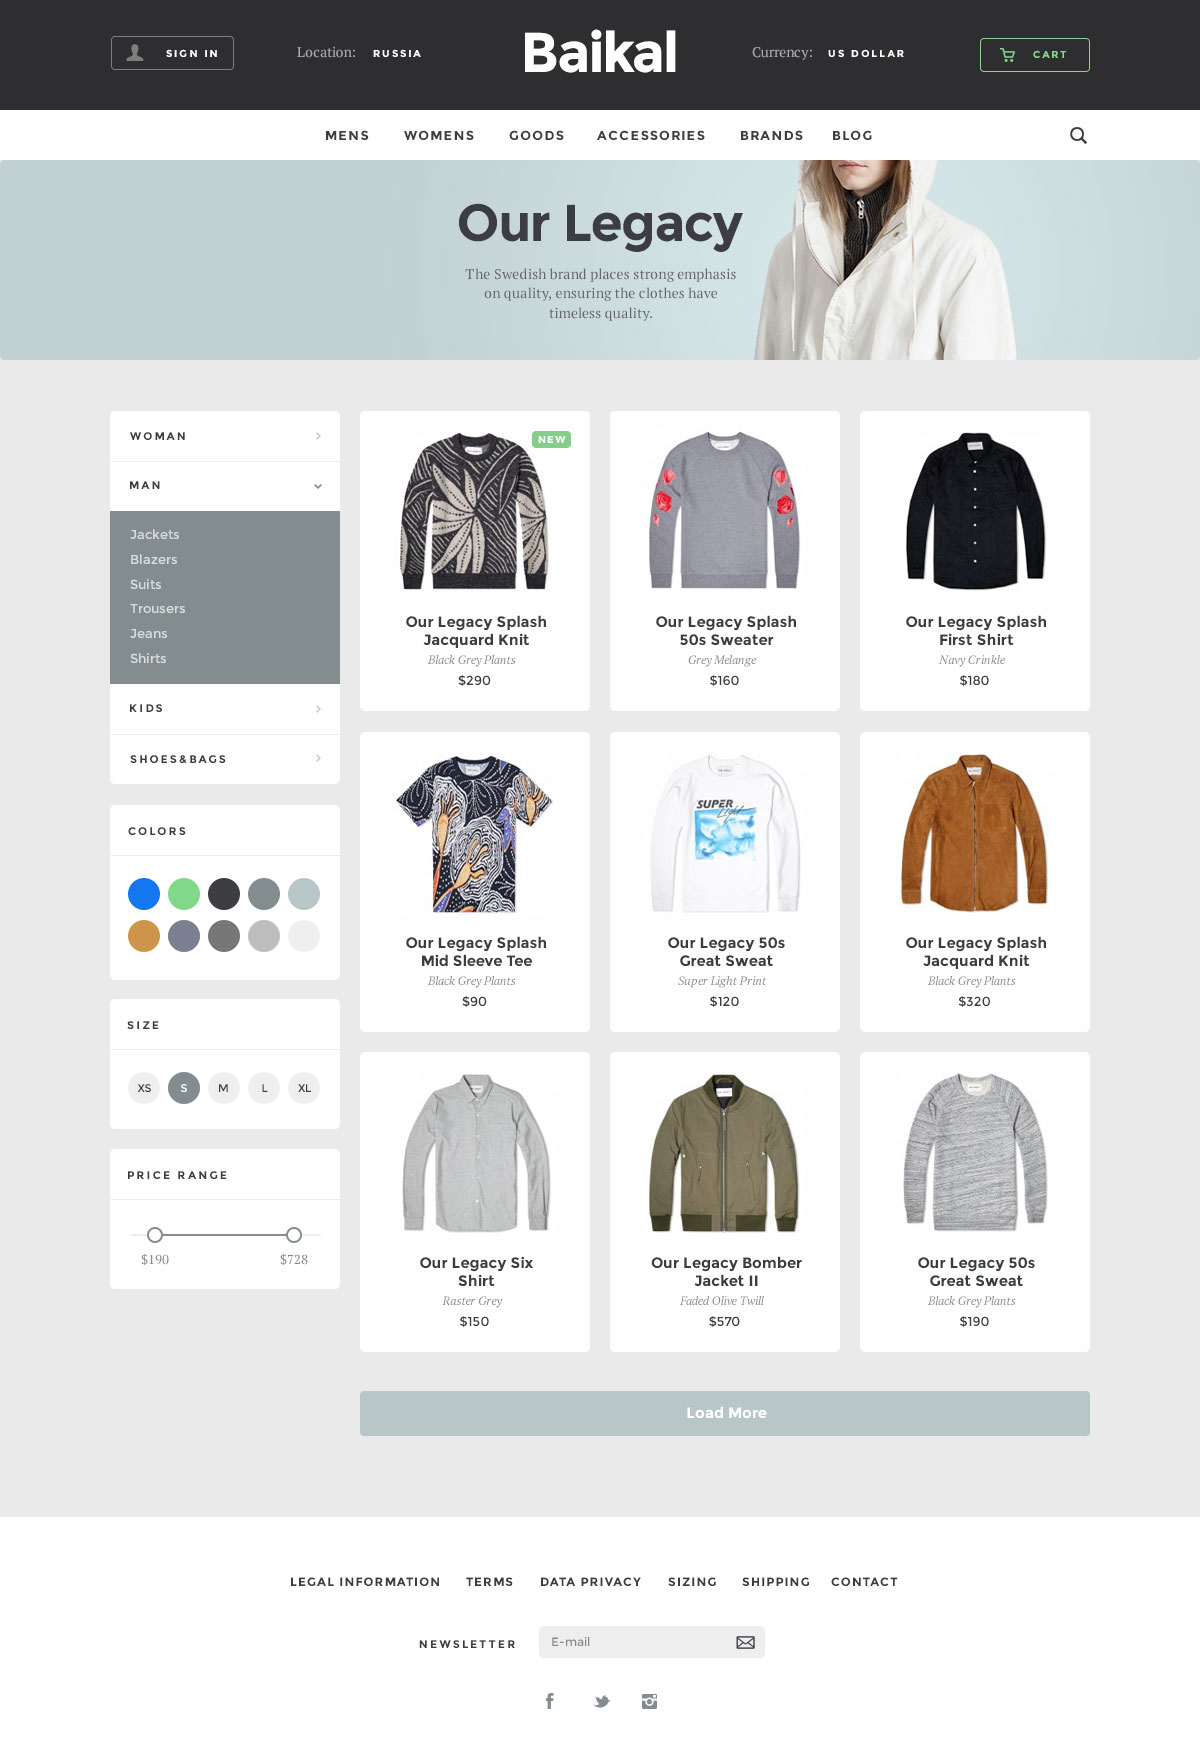 SIGN IN
Location: RUSSIA
Baikal
Currency: US DOLLAR
CART
MENS WOMENS GOODS ACCESSORIES BRANDS BLOG
Our Legacy
The Swedish brand places strong emphasis
on quality, ensuring the clothes have
timeless quality.
WOMAN
MAN
Jackets
Blazers
Suits
Trousers
Jeans
Shirts
KIDS
SHOES&BAGS
COLORS
SIZE
XS S M L XL
PRICE RANGE
$190 $728
NEW
Our Legacy Splash
Jacquard Knit
Black Grey Plants
$290
Our Legacy Splash
50s Sweater
Grey Melange
$160
Our Legacy Splash
First Shirt
Navy Crinkle
$180
Our Legacy Splash
Mid Sleeve Tee
Black Grey Plants
$90
SUPER
Light
Our Legacy 50s
Great Sweat
Super Light Print
$120
Our Legacy Splash
Jacquard Knit
Black Grey Plants
$320
Our Legacy Six
Shirt
Raster Grey
$150
Our Legacy Bomber
Jacket II
Faded Olive Twill
$570
Our Legacy 50s
Great Sweat
Black Grey Plants
$190
Load More
LEGAL INFORMATION TERMS DATA PRIVACY SIZING SHIPPING CONTACT
NEWSLETTER E-mail